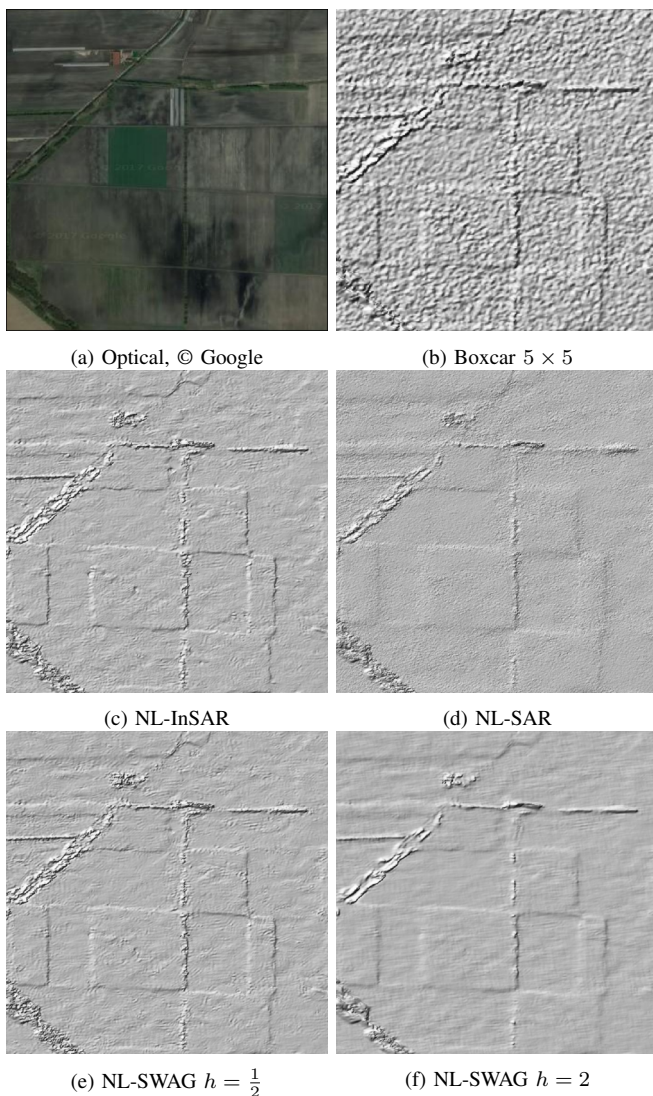 (a) Optical, © Google
(b) Boxcar 5 × 5
(c) NL-InSAR
(d) NL-SAR
(e) NL-SWAG h = 1/2
(f) NL-SWAG h = 2